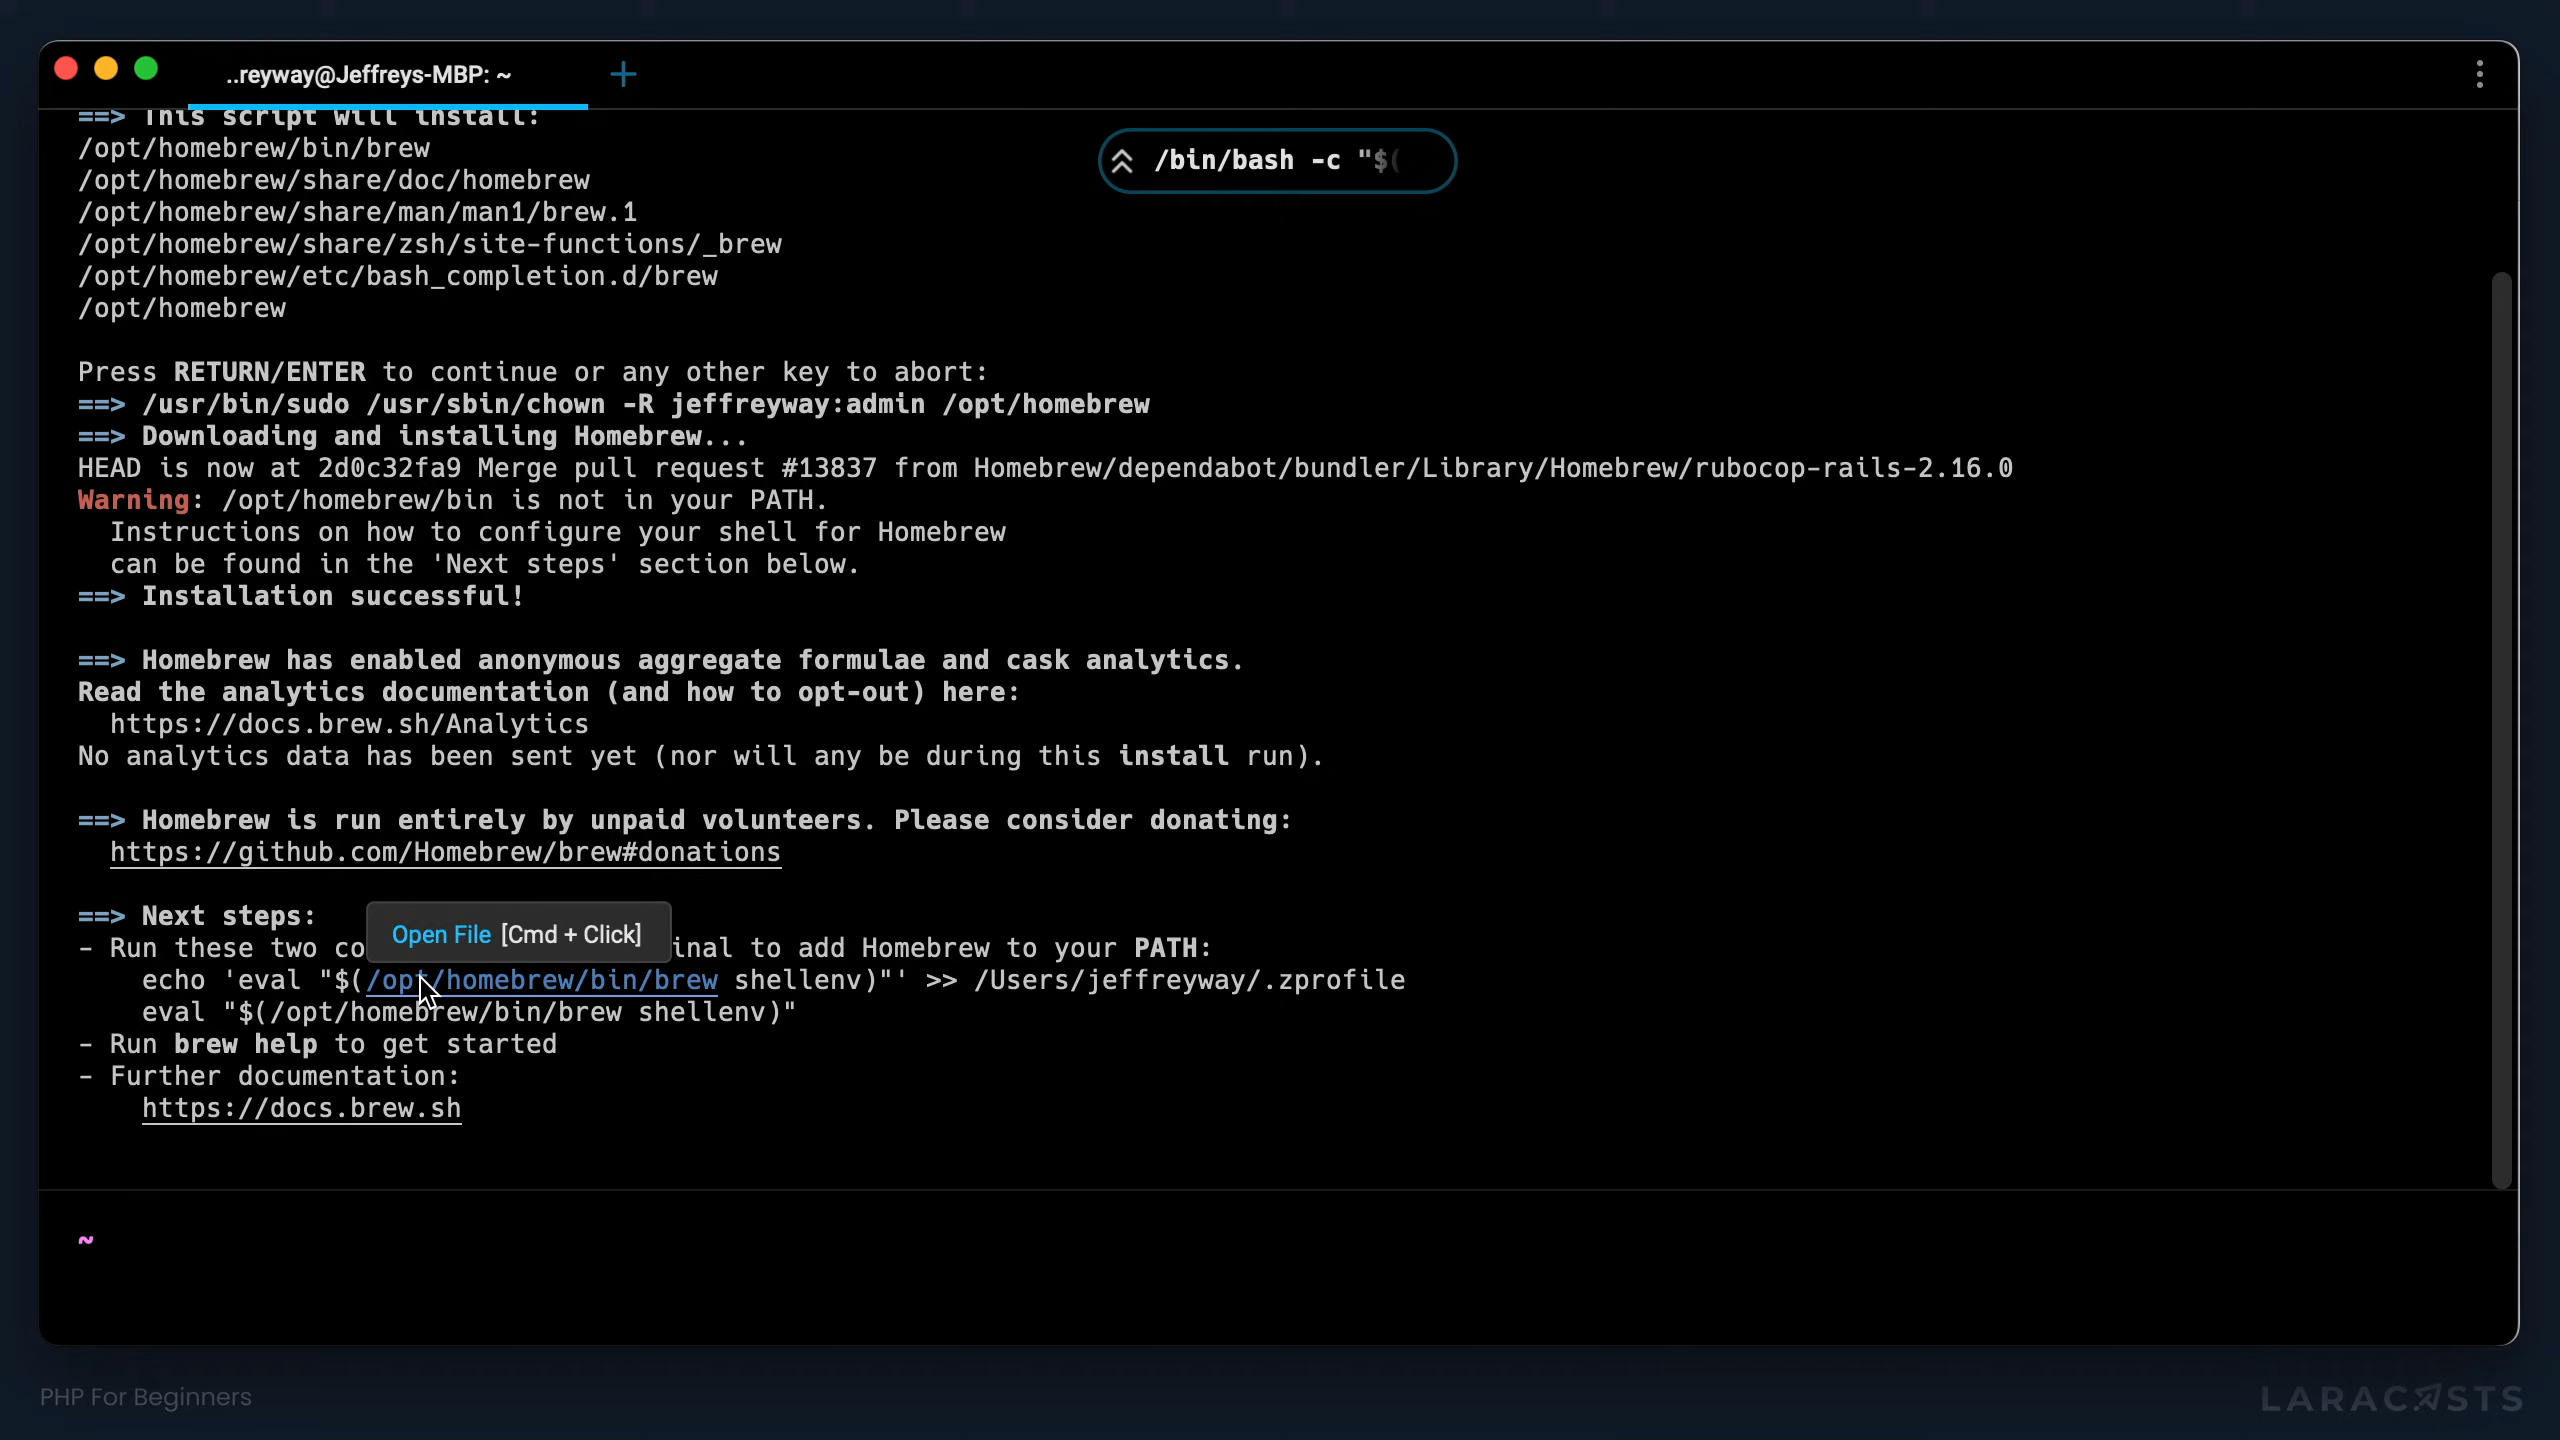 ..reyway@Jeffreys-MBP: ~
==> This script will install:
/bin/bash -c "$(
/opt/homebrew/bin/brew
/opt/homebrew/share/doc/homebrew
/opt/homebrew/share/man/man1/brew.1
/opt/homebrew/share/zsh/site-functions/_brew
/opt/homebrew/etc/bash_completion.d/brew
/opt/homebrew
Press RETURN/ENTER to continue or any other key to abort:
==> /usr/bin/sudo /usr/sbin/chown -R jeffreyway:admin /opt/homebrew
==> Downloading and installing Homebrew...
HEAD is now at 2d0c32fa9 Merge pull request #13837 from Homebrew/dependabot/bundler/Library/Homebrew/rubocop-rails-2.16.0
Warning: /opt/homebrew/bin is not in your PATH.
  Instructions on how to configure your shell for Homebrew
  can be found in the 'Next steps' section below.
==> Installation successful!
==> Homebrew has enabled anonymous aggregate formulae and cask analytics.
Read the analytics documentation (and how to opt-out) here:
  https://docs.brew.sh/Analytics
No analytics data has been sent yet (nor will any be during this install run).
==> Homebrew is run entirely by unpaid volunteers. Please consider donating:
  https://github.com/Homebrew/brew#donations
==> Next steps:
Open File [Cmd + Click]
- Run these two co inal to add Homebrew to your PATH:
    echo 'eval "$(/opt/homebrew/bin/brew shellenv)"' >> /Users/jeffreyway/.zprofile
    eval "$(/opt/homebrew/bin/brew shellenv)"
- Run brew help to get started
- Further documentation:
    https://docs.brew.sh
~
PHP For Beginners
LARACASTS